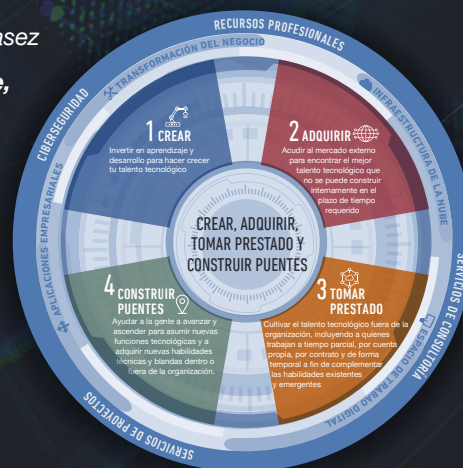 RECURSOS PROFESIONALES
TRANSFORMACIÓN DEL NEGOCIO
CIBERSEGURIDAD
INFRAESTRUCTURA DE LA NUBE
1 CREAR
Invertir en aprendizaje y
desarrollo para hacer crecer
tu talento tecnológico
2 ADQUIRIR
Acudir al mercado externo
para encontrar el mejor
talento tecnológico que
no se puede construir
internamente en el
plazo de tiempo
requerido
CREAR, ADQUIRIR,
TOMAR PRESTADO Y
CONSTRUIR PUENTES
APLICACIONES EMPRESARIALES
4 CONSTRUIR
PUENTES
Ayudar a la gente a avanzar y
ascender para asumir nuevas
funciones tecnológicas y a
adquirir nuevas habilidades
técnicas y blandas dentro o
fuera de la organización.
3 TOMAR
PRESTADO
Cultivar el talento tecnológico fuera de la
organización, incluyendo a quienes
trabajan a tiempo parcial, por cuenta
propia, por contrato y de forma
temporal a fin de complementar
las habilidades existentes
y emergentes
SERVICIOS DE CONSULTORÍA
ESPACIO DE TRABAJO DIGITAL
SERVICIOS DE PROYECTOS